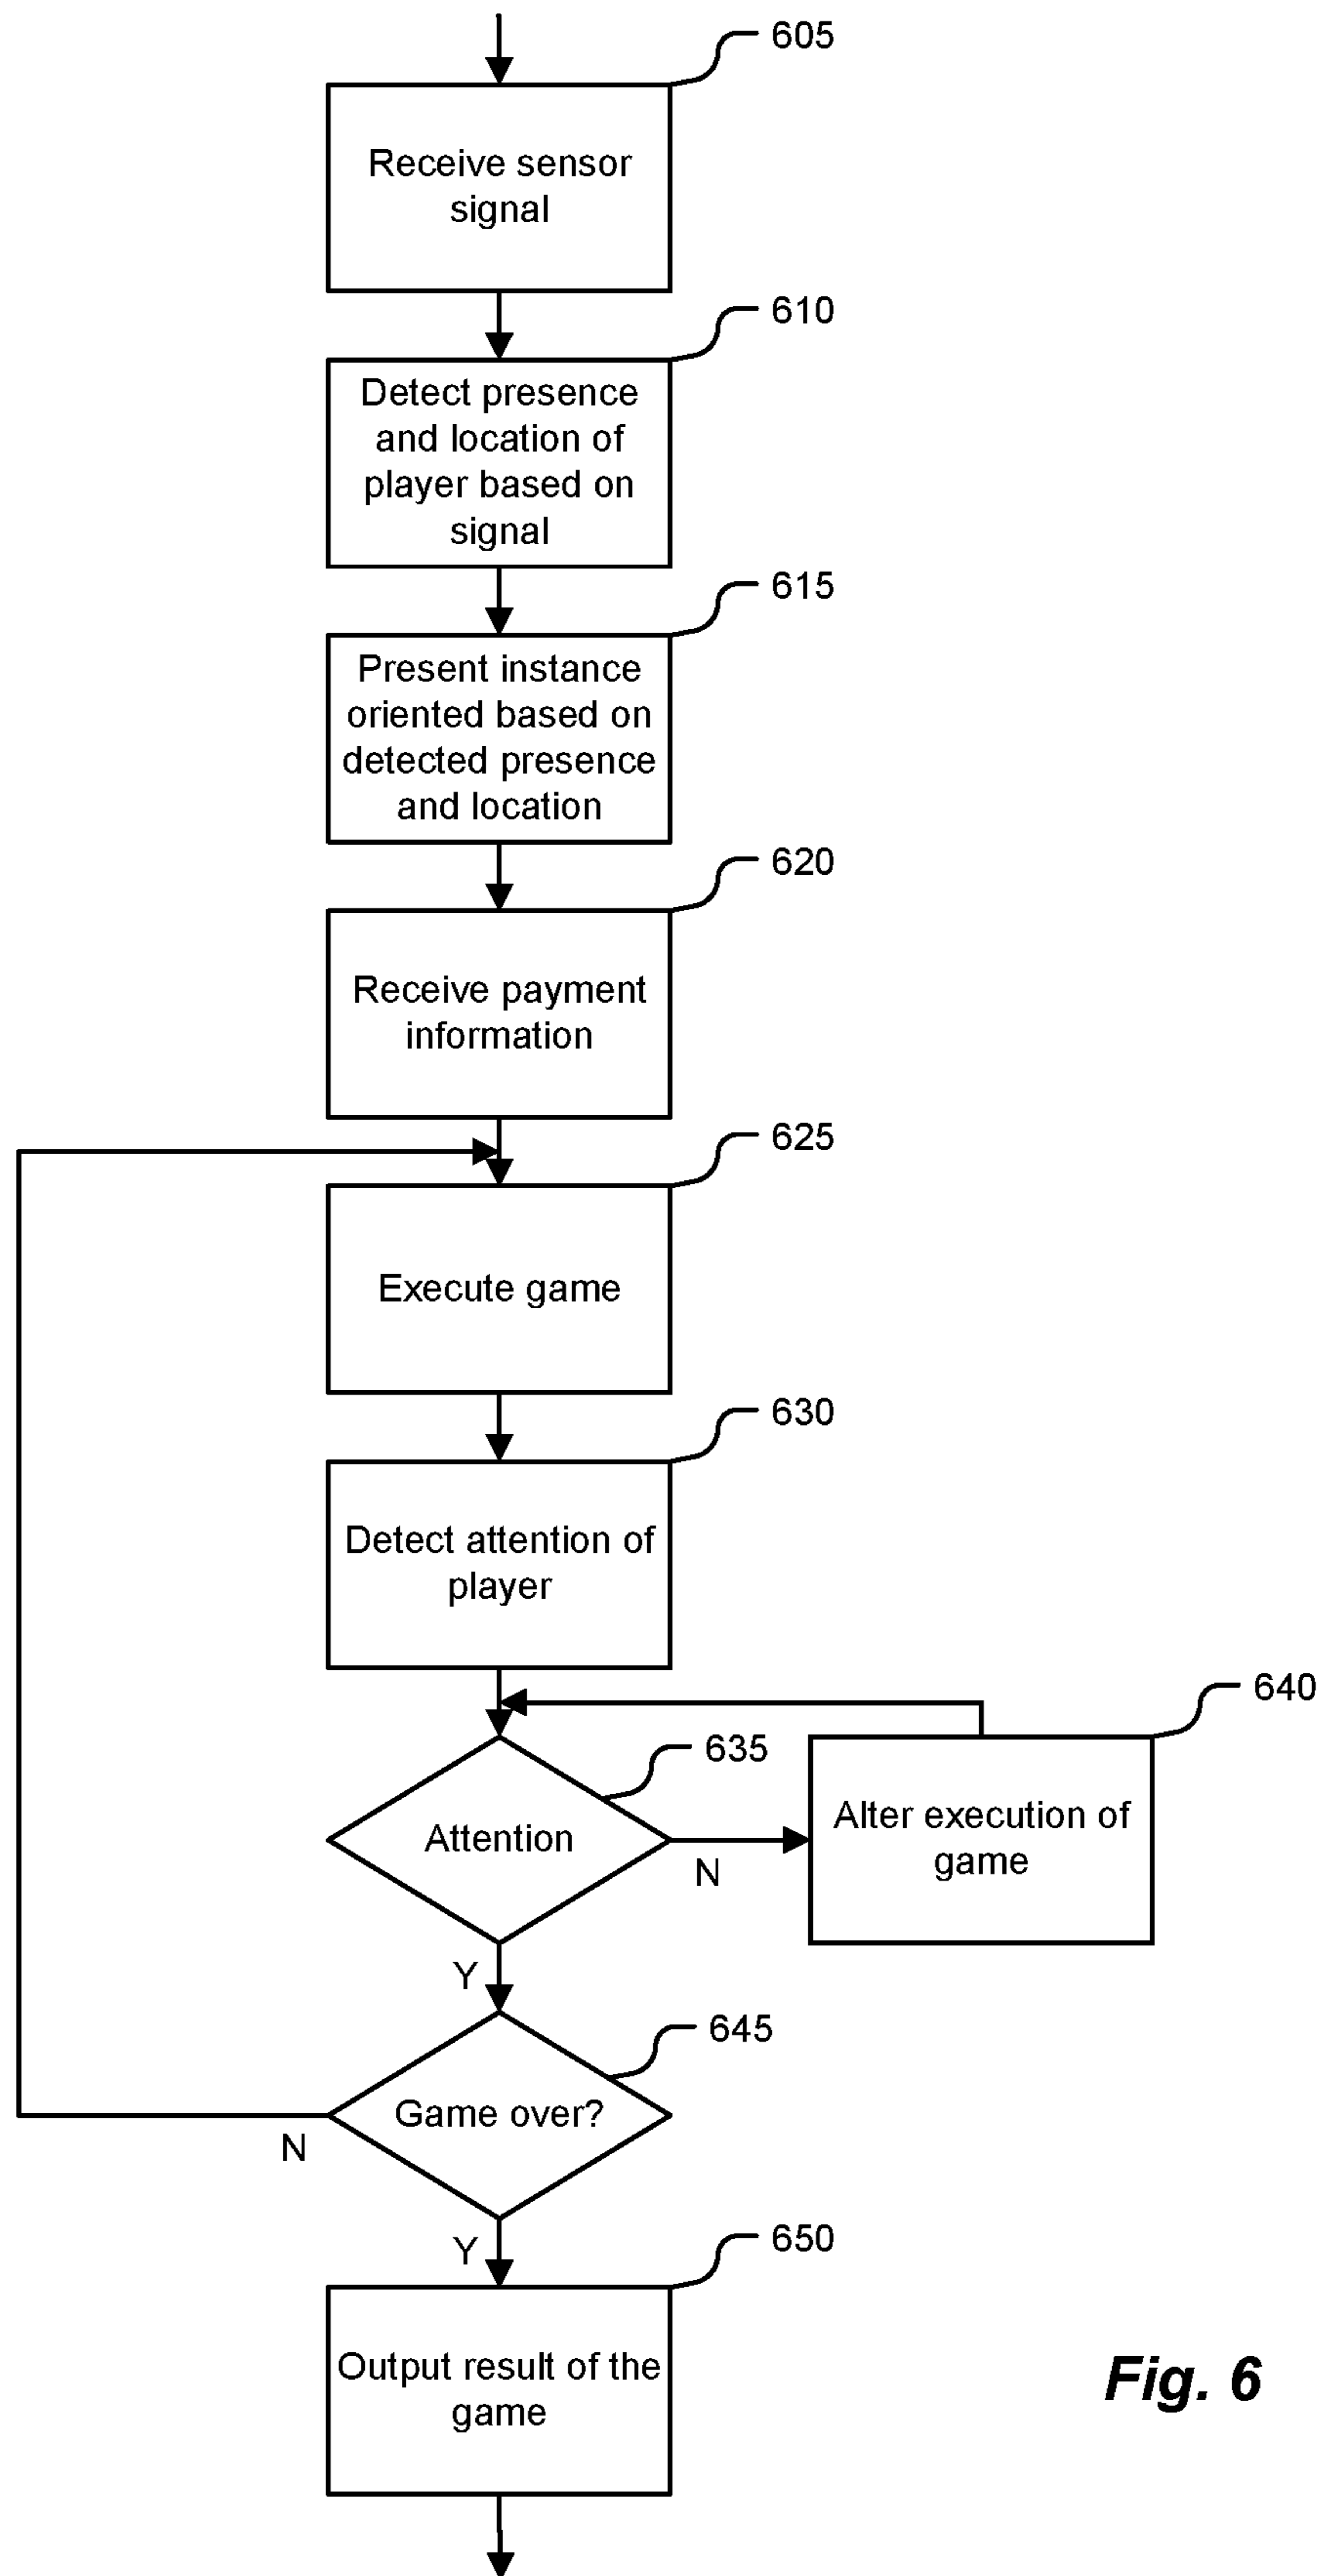 605
Receive sensor
signal
610
Detect presence
and location of
player based on
signal
615
Present instance
oriented based on
detected presence
and location
620
Receive payment
information
625
Execute game
630
Detect attention of
player
640
635
Attention
N
Alter execution of
game
Y
645
Game over?
N
Y
650
Output result of the
game
Fig. 6